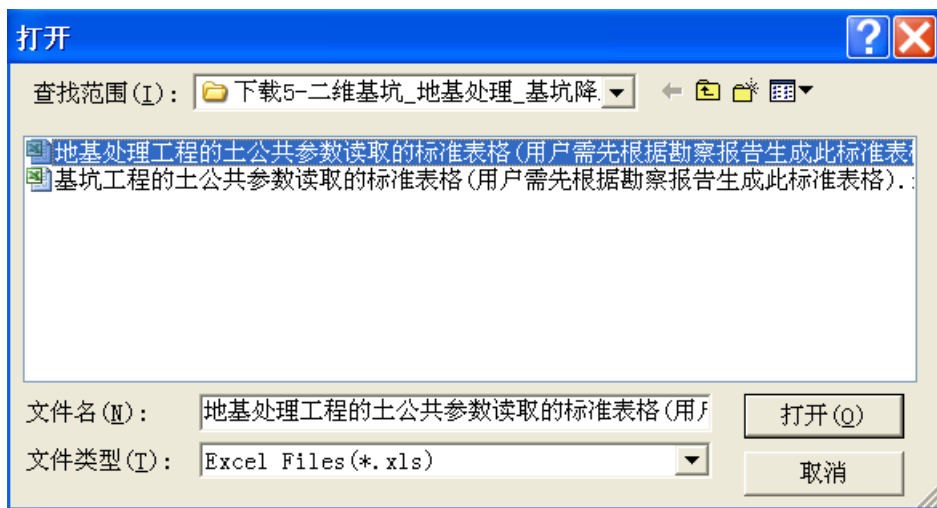 打开
查找范围(I): 下载5-二维基坑_地基处理_基坑降
地基处理工程的土公共参数读取的标准表格(用户需先根据勘察报告生成此标准表
基坑工程的土公共参数读取的标准表格(用户需先根据勘察报告生成此标准表格).
文件名(N): 地基处理工程的土公共参数读取的标准表格(用
打开(O)
文件类型(T): Excel Files(*.xls)
取消